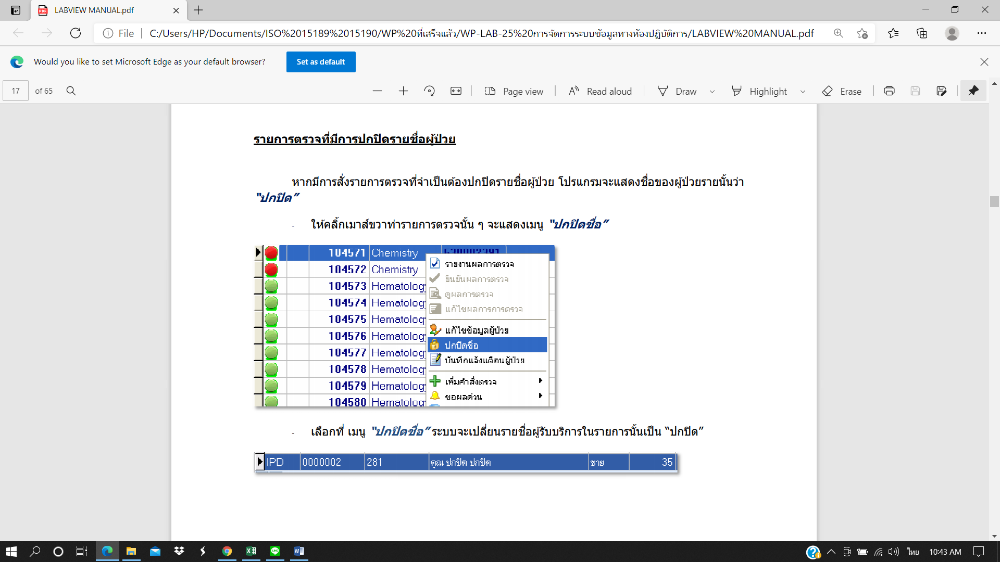 LABVIEW MANUAL.pdf
File | C:/Users/HP/Documents/ISO%2015189%2015190/WP%20ที่เสร็จแล้ว/WP-LAB-25%20การจัดการระบบข้อมูลทางห้องปฏิบัติการ/LABVIEW%20MANUAL.pdf
Would you like to set Microsoft Edge as your default browser? Set as default
17 of 65 Page view Read aloud Draw Highlight Erase
รายการตรวจที่มีการปกปิดรายชื่อผู้ป่วย
หากมีการสั่งรายการตรวจที่จำเป็นต้องปกปิดรายชื่อผู้ป่วย โปรแกรมจะแสดงชื่อของผู้ป่วยรายนั้นว่า
"ปกปิด"
- ให้คลิ้กเมาส์ขวาท่ารายการตรวจนั้น ๆ จะแสดงเมนู "ปกปิดชื่อ"
104571 Chemistry 530002391
104572 Chemistry
104573 Hematology
104574 Hematology
104575 Hematology
104576 Hematology
104577 Hematology
104578 Hematology
104579 Hematology
104580 Hematology
รายงานผลการตรวจ
ยืนยันผลการตรวจ
ดูผลการตรวจ
แก้ไขผลการการตรวจ
แก้ไขข้อมูลผู้ป่วย
ปกปิดชื่อ
บันทึกแจ้งเตือนผู้ป่วย
เพิ่มคำสั่งตรวจ
ขอผลด่วน
- เลือกที่ เมนู "ปกปิดชื่อ" ระบบจะเปลี่ยนรายชื่อผู้รับบริการในรายการนั้นเป็น "ปกปิด"
IPD 0000002 281 คุณ ปกปิด ปกปิด ชาย 35
ไทย 10:43 AM